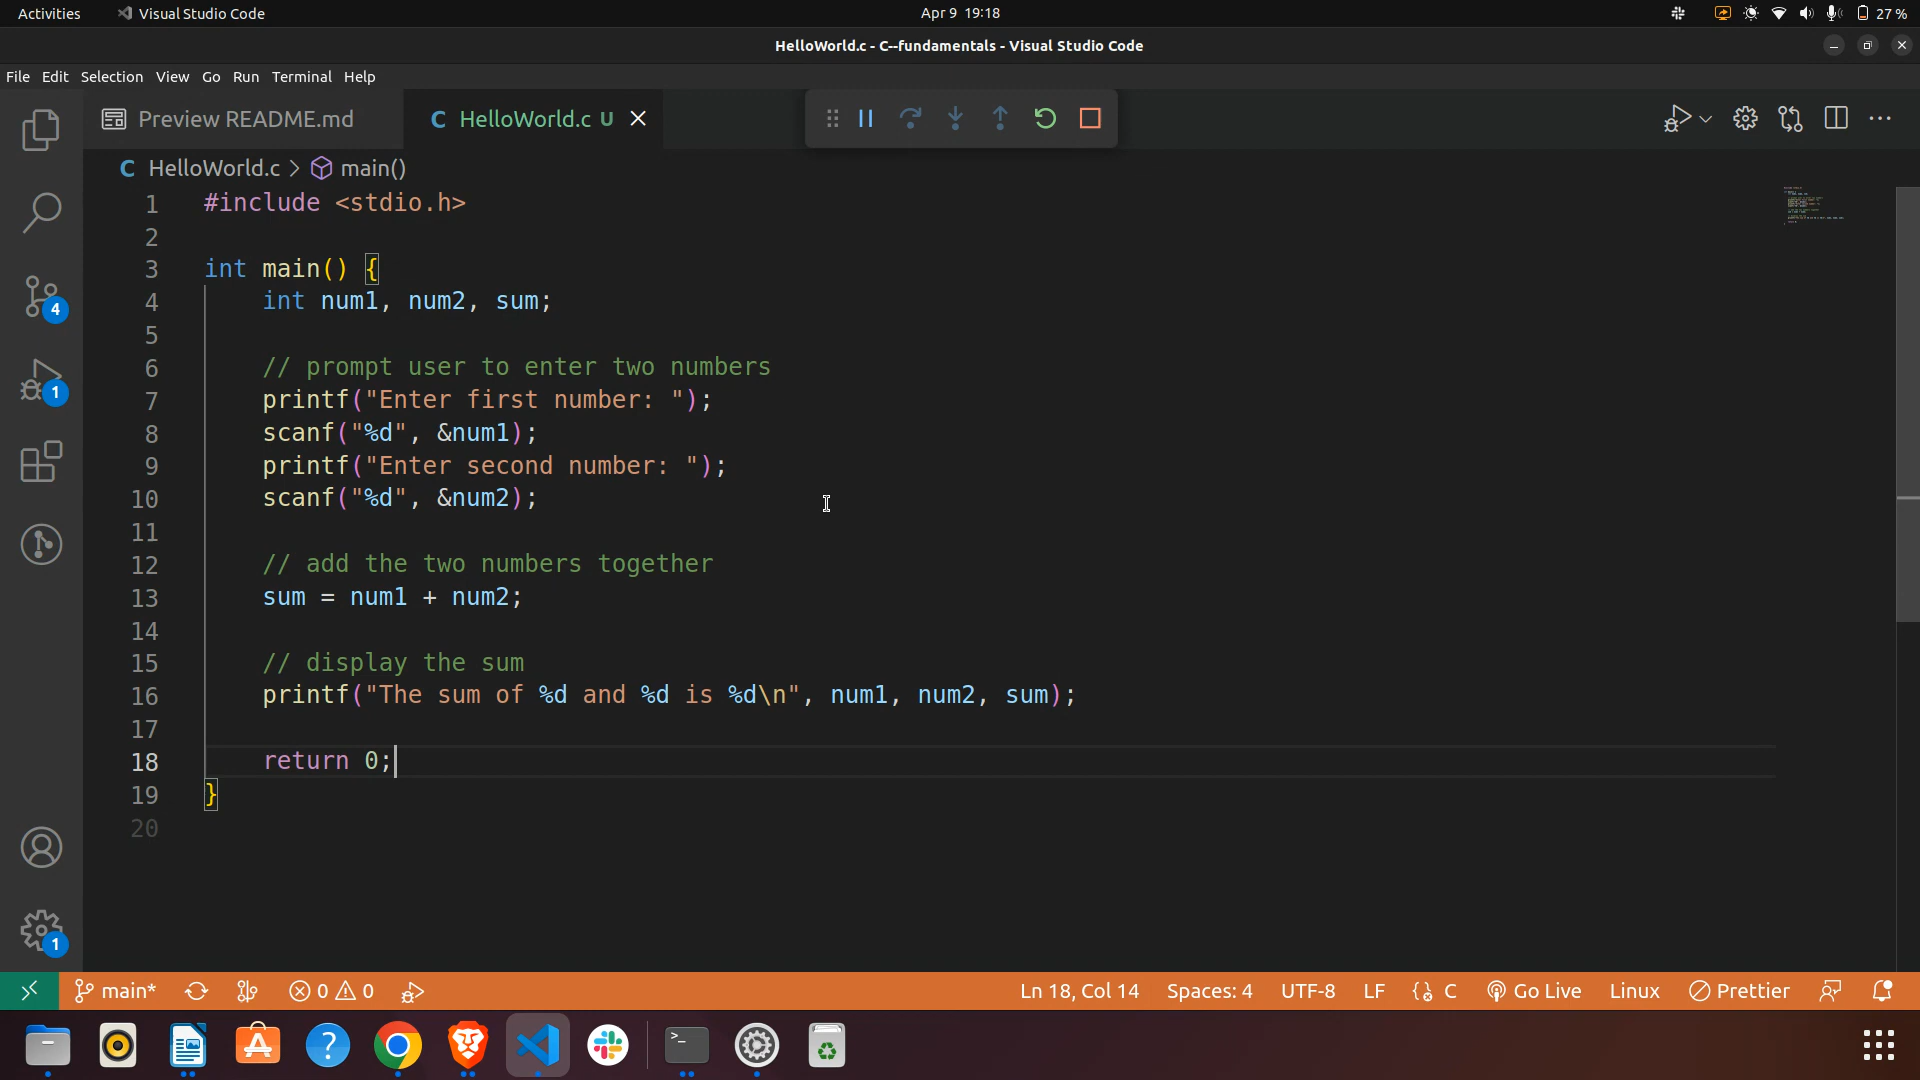 Activities Visual Studio Code Apr 9 19:18 27 %
HelloWorld.c - C--fundamentals - Visual Studio Code
File Edit Selection View Go Run Terminal Help
Preview README.md C HelloWorld.c U
C HelloWorld.c > main()
1 #include <stdio.h>
2
3 int main() {
4 int num1, num2, sum;
5
6 // prompt user to enter two numbers
7 printf("Enter first number: ");
8 scanf("%d", &num1);
9 printf("Enter second number: ");
10 scanf("%d", &num2);
11
12 // add the two numbers together
13 sum = num1 + num2;
14
15 // display the sum
16 printf("The sum of %d and %d is %d\n", num1, num2, sum);
17
18 return 0;
19 }
20
4
1
1
main* 0 0 Ln 18, Col 14 Spaces: 4 UTF-8 LF C Go Live Linux Prettier